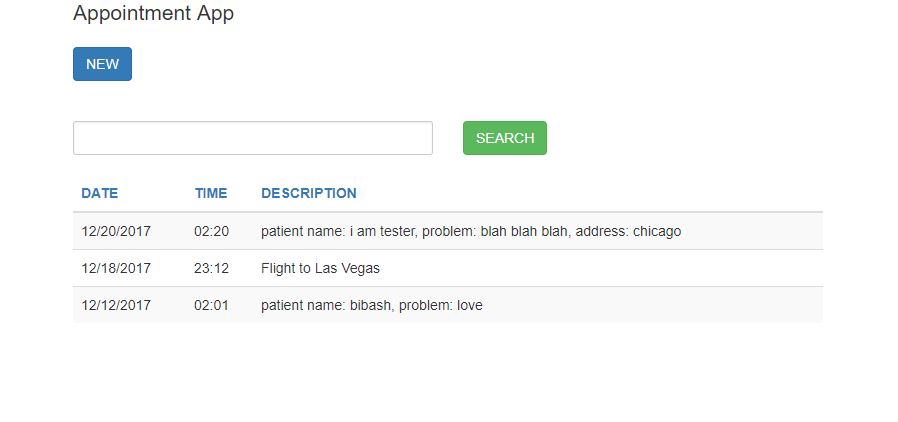 Appointment App
NEW
SEARCH
DATE TIME DESCRIPTION
12/20/2017 02:20 patient name: i am tester, problem: blah blah blah, address: chicago
12/18/2017 23:12 Flight to Las Vegas
12/12/2017 02:01 patient name: bibash, problem: love